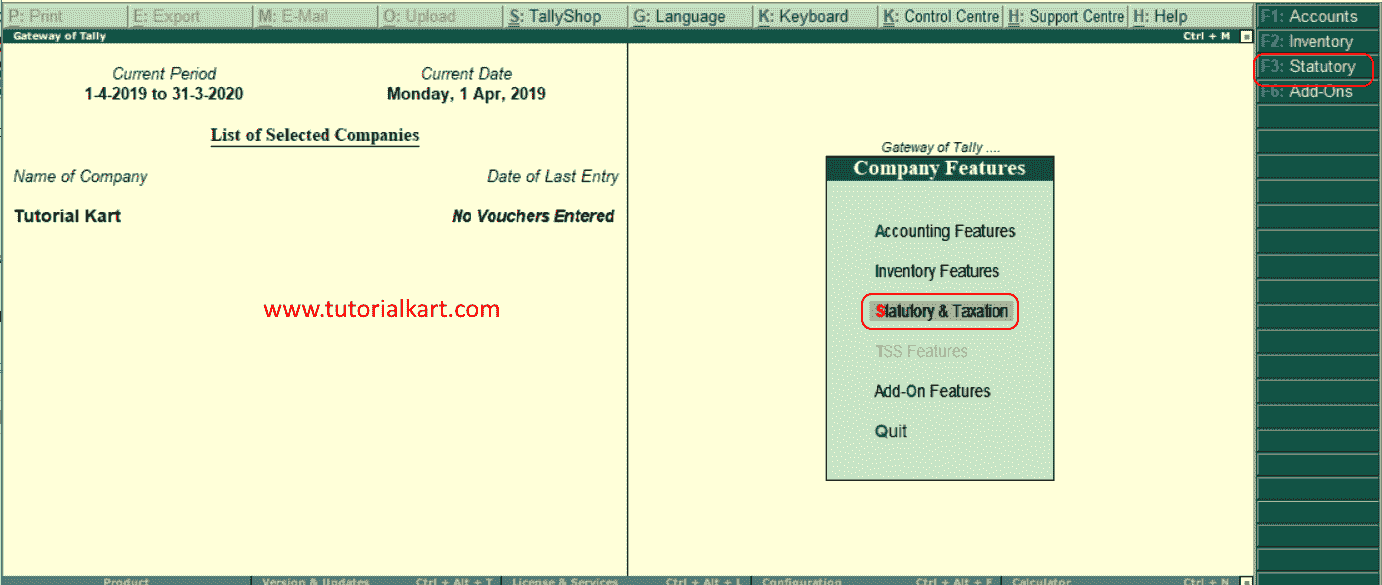 P: Print E: Export M: E-Mail O: Upload S: TallyShop G: Language K: Keyboard K: Control Centre H: Support Centre H: Help
Gateway of Tally Ctrl + M
F1: Accounts
F2: Inventory
F3: Statutory
F6: Add-Ons
Current Period Current Date
1-4-2019 to 31-3-2020 Monday, 1 Apr, 2019
List of Selected Companies
Name of Company Date of Last Entry
Tutorial Kart No Vouchers Entered
www.tutorialkart.com
Gateway of Tally ....
Company Features
Accounting Features
Inventory Features
Statutory & Taxation
TSS Features
Add-On Features
Quit
Product Version & Updates Ctrl + Alt + T License & Services Ctrl + Alt + L Configuration Ctrl + Alt + F Calculator Ctrl + N